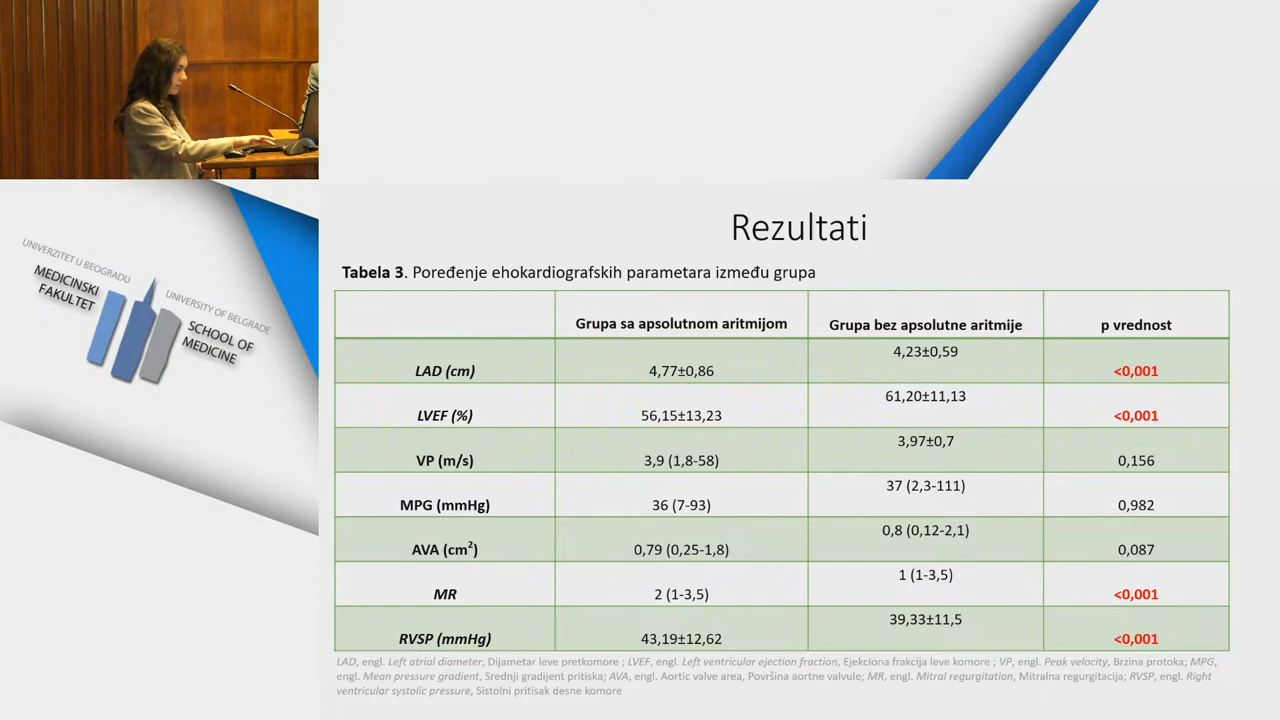 UNIVERZITET U BEOGRADU
MEDICINSKI
FAKULTET
UNIVERSITY OF BELGRADE
SCHOOL OF
MEDICINE
Rezultati
Tabela 3. Poređenje ehokardiografskih parametara između grupa
Grupa sa apsolutnom aritmijom Grupa bez apsolutne aritmije p vrednost
LAD (cm) 4,77±0,86 4,23±0,59 <0,001
LVEF (%) 56,15±13,23 61,20±11,13 <0,001
VP (m/s) 3,9 (1,8-58) 3,97±0,7 0,156
MPG (mmHg) 36 (7-93) 37 (2,3-111) 0,982
AVA (cm²) 0,79 (0,25-1,8) 0,8 (0,12-2,1) 0,087
MR 2 (1-3,5) 1 (1-3,5) <0,001
RVSP (mmHg) 43,19±12,62 39,33±11,5 <0,001
LAD, engl. Left atrial diameter, Dijametar leve pretkomore ; LVEF, engl. Left ventricular ejection fraction, Ejekciona frakcija leve komore ; VP, engl. Peak velocity, Brzina protoka; MPG,
engl. Mean pressure gradient, Srednji gradijent pritiska; AVA, engl. Aortic valve area, Površina aortne valvule; MR, engl. Mitral regurgitation, Mitralna regurgitacija; RVSP, engl. Right
ventricular systolic pressure, Sistolni pritisak desne komore